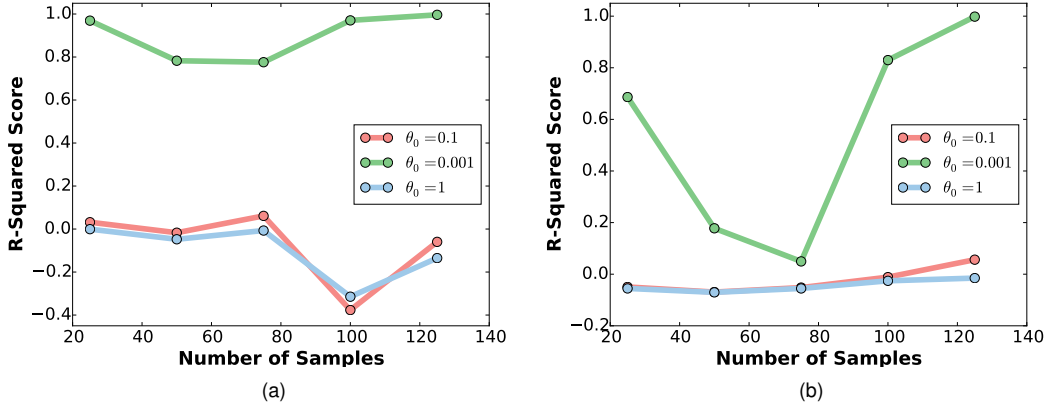 1.0
0.8
0.6
0.4
0.2
0.0
−0.2
−0.4
R-Squared Score
θ₀ =0.1
θ₀ =0.001
θ₀ =1
20 40 60 80 100 120 140
Number of Samples
(a)
1.0
0.8
0.6
0.4
0.2
0.0
−0.2
R-Squared Score
θ₀ =0.1
θ₀ =0.001
θ₀ =1
20 40 60 80 100 120 140
Number of Samples
(b)